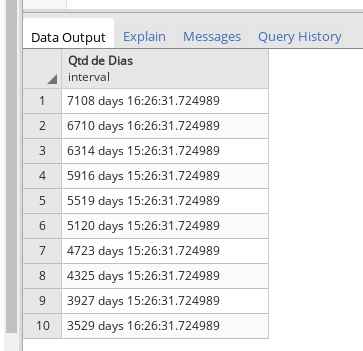 Data Output Explain Messages Query History
Qtd de Dias
interval
1 7108 days 16:26:31.724989
2 6710 days 16:26:31.724989
3 6314 days 15:26:31.724989
4 5916 days 15:26:31.724989
5 5519 days 15:26:31.724989
6 5120 days 15:26:31.724989
7 4723 days 15:26:31.724989
8 4325 days 15:26:31.724989
9 3927 days 15:26:31.724989
10 3529 days 16:26:31.724989